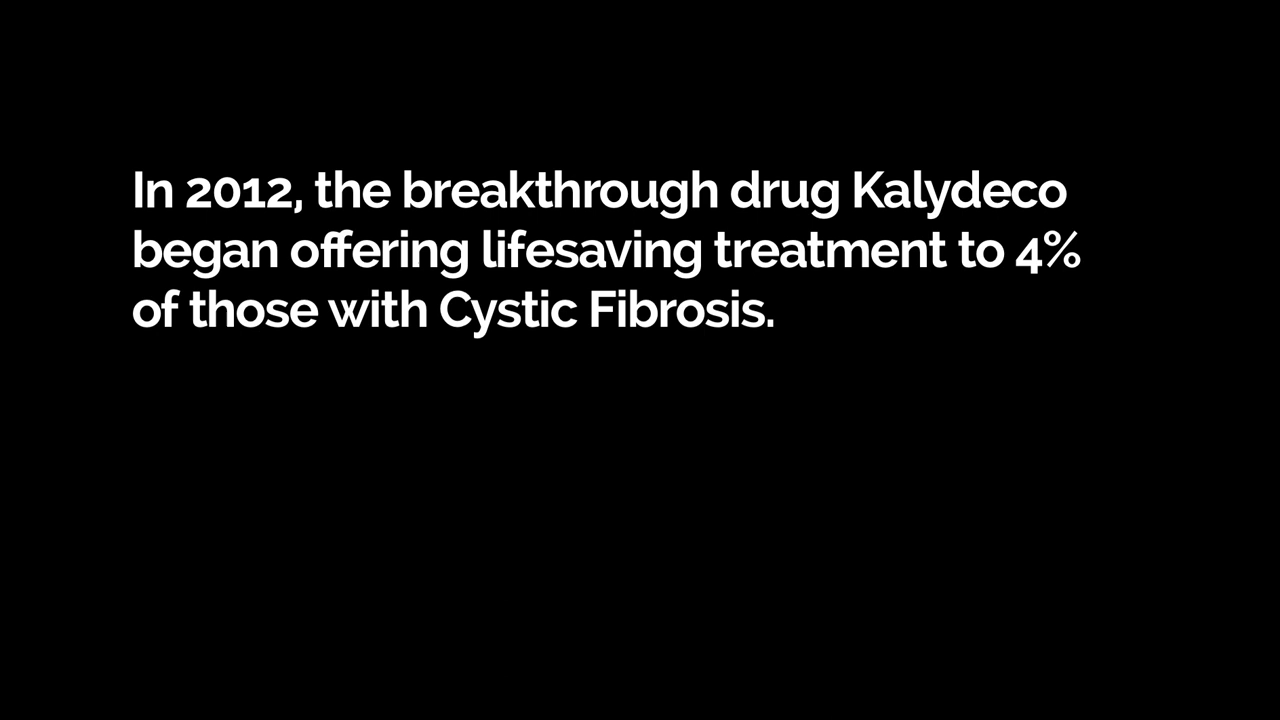 In 2012, the breakthrough drug Kalydeco
began offering lifesaving treatment to 4%
of those with Cystic Fibrosis.